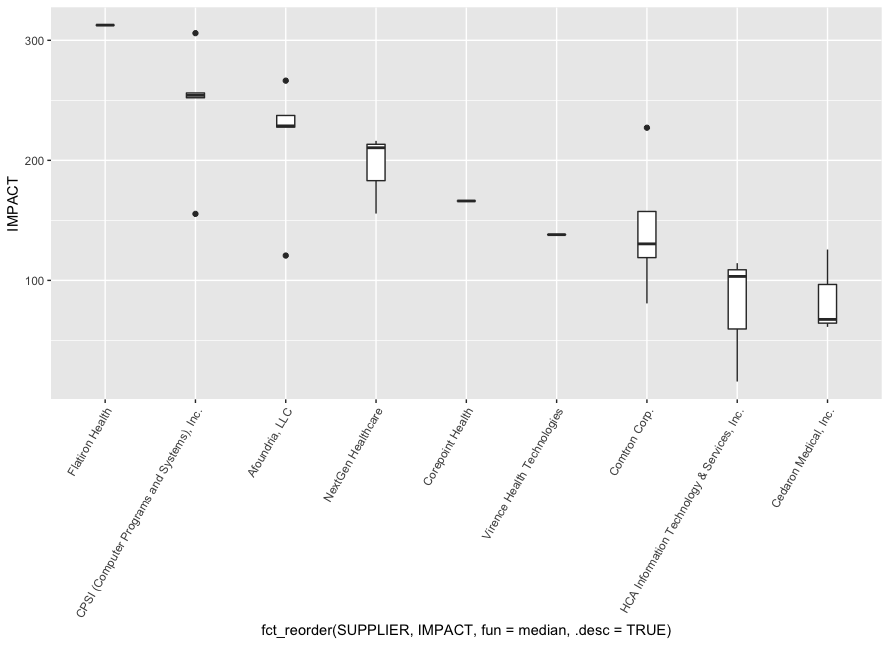 300
200
100
IMPACT
Flatiron Health
CPSI (Computer Programs and Systems), Inc.
Afoundria, LLC
NextGen Healthcare
Corepoint Health
Virence Health Technologies
Comtron Corp.
HCA Information Technology & Services, Inc.
Cedaron Medical, Inc.
fct_reorder(SUPPLIER, IMPACT, fun = median, .desc = TRUE)